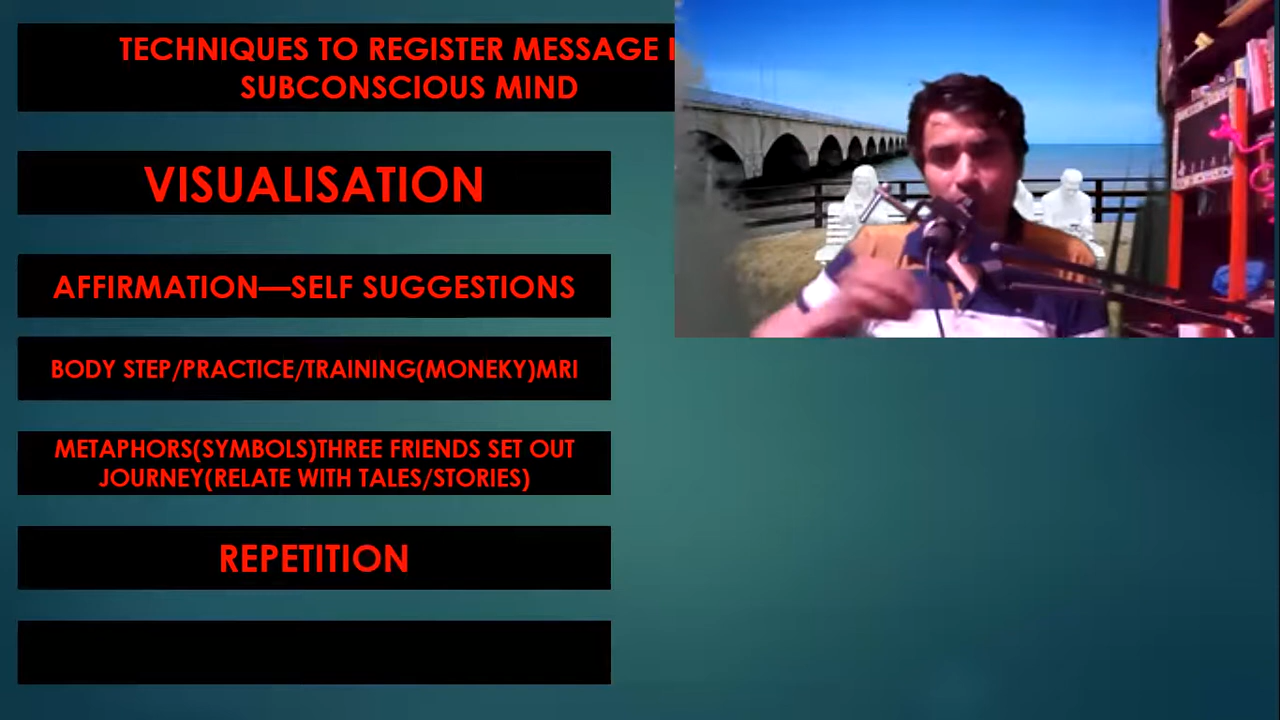 TECHNIQUES TO REGISTER MESSAGE
SUBCONSCIOUS MIND
VISUALISATION
AFFIRMATION—SELF SUGGESTIONS
BODY STEP/PRACTICE/TRAINING(MONEKY)MRI
METAPHORS(SYMBOLS)THREE FRIENDS SET OUT
JOURNEY(RELATE WITH TALES/STORIES)
REPETITION